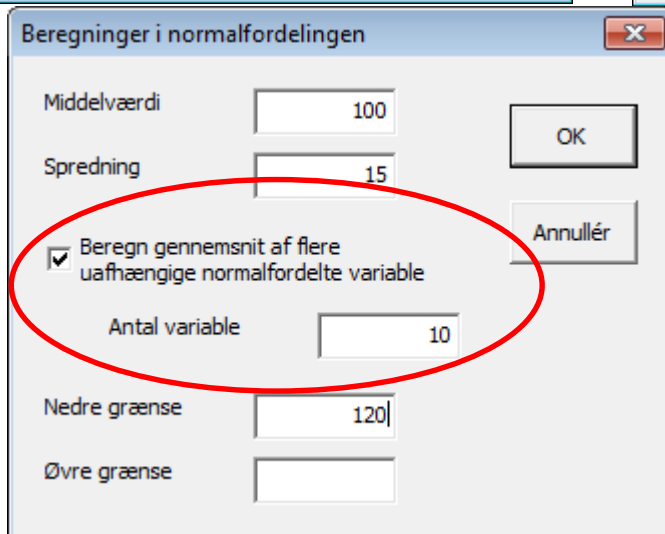 Beregninger i normalfordelingen
Middelværdi 100
OK
Spredning 15
Annullér
Beregn gennemsnit af flere
uafhængige normalfordelte variable
Antal variable 10
Nedre grænse 120
Øvre grænse